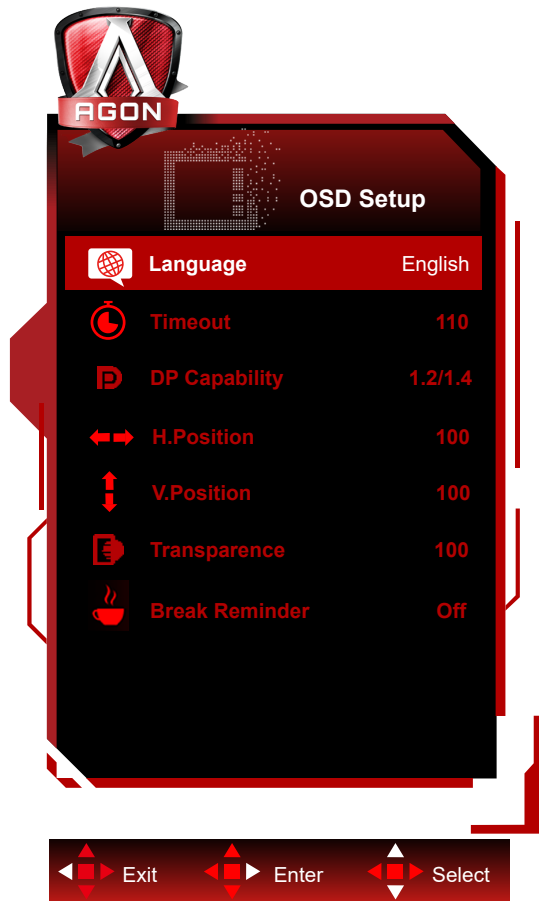 AGON
OSD Setup
Language English
Timeout 110
DP Capability 1.2/1.4
H.Position 100
V.Position 100
Transparence 100
Break Reminder Off
Exit Enter Select